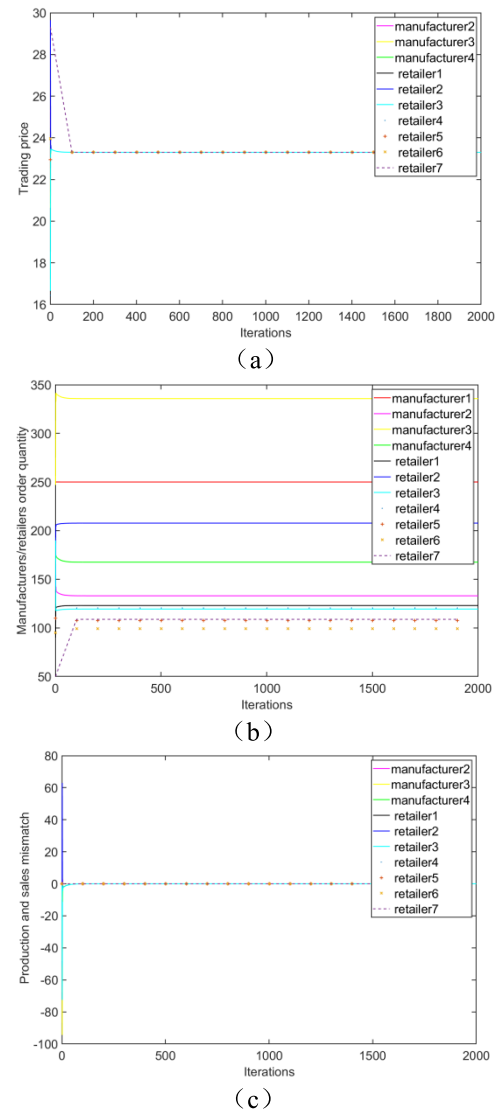 30
28
26
24
22
20
18
16
Trading price
0 200 400 600 800 1000 1200 1400 1600 1800 2000
Iterations
manufacturer2
manufacturer3
manufacturer4
retailer1
retailer2
retailer3
retailer4
retailer5
retailer6
retailer7
（a）
350
300
250
200
150
100
50
Manufacturers/retailers order quantity
0 500 1000 1500 2000
Iterations
manufacturer1
manufacturer2
manufacturer3
manufacturer4
retailer1
retailer2
retailer3
retailer4
retailer5
retailer6
retailer7
（b）
80
60
40
20
0
-20
-40
-60
-80
-100
Production and sales mismatch
0 500 1000 1500 2000
Iterations
manufacturer2
manufacturer3
manufacturer4
retailer1
retailer2
retailer3
retailer4
retailer5
retailer6
retailer7
（c）